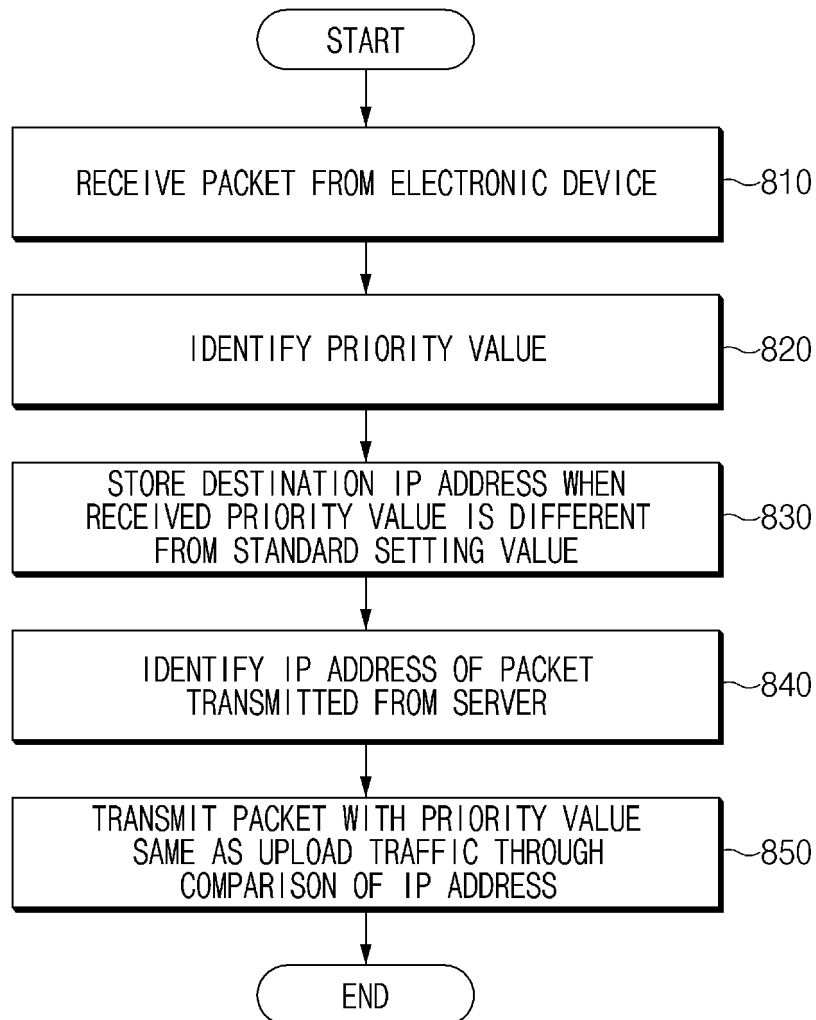 START
RECEIVE PACKET FROM ELECTRONIC DEVICE
810
IDENTIFY PRIORITY VALUE
820
STORE DESTINATION IP ADDRESS WHEN
RECEIVED PRIORITY VALUE IS DIFFERENT
FROM STANDARD SETTING VALUE
830
IDENTIFY IP ADDRESS OF PACKET
TRANSMITTED FROM SERVER
840
TRANSMIT PACKET WITH PRIORITY VALUE
SAME AS UPLOAD TRAFFIC THROUGH
COMPARISON OF IP ADDRESS
850
END